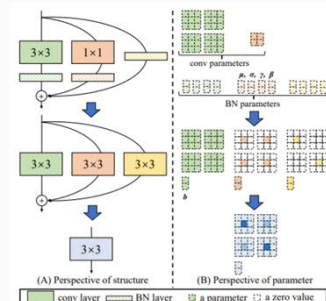 3×3
1×1
conv parameters
μ, σ, γ, β
BN parameters
3×3
3×3
3×3
b
3×3
(A) Perspective of structure
(B) Perspective of parameter
conv layer
BN layer
a parameter
a zero value